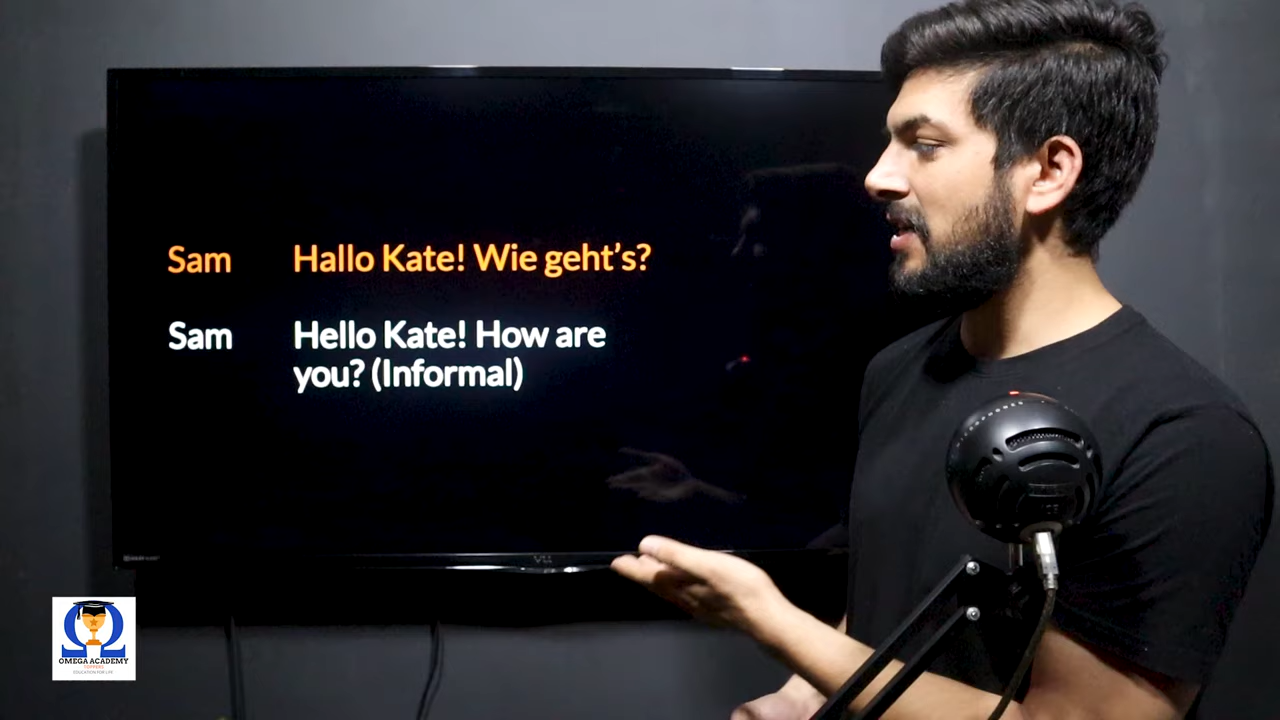 Sam Hallo Kate! Wie geht's?
Sam Hello Kate! How are
you? (Informal)
OMEGA ACADEMY